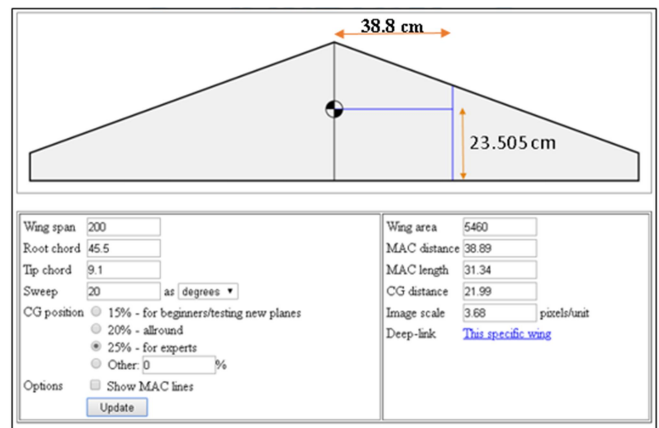 38.8 cm
23.505 cm
Wing span 200
Root chord 45.5
Tip chord 9.1
Sweep 20 as degrees
CG position 15% - for beginners/testing new planes
20% - allround
25% - for experts
Other: 0 %
Options Show MAC lines
Update
Wing area 5460
MAC distance 38.89
MAC length 31.34
CG distance 21.99
Image scale 3.68 pixels/unit
Deep-link This specific wing